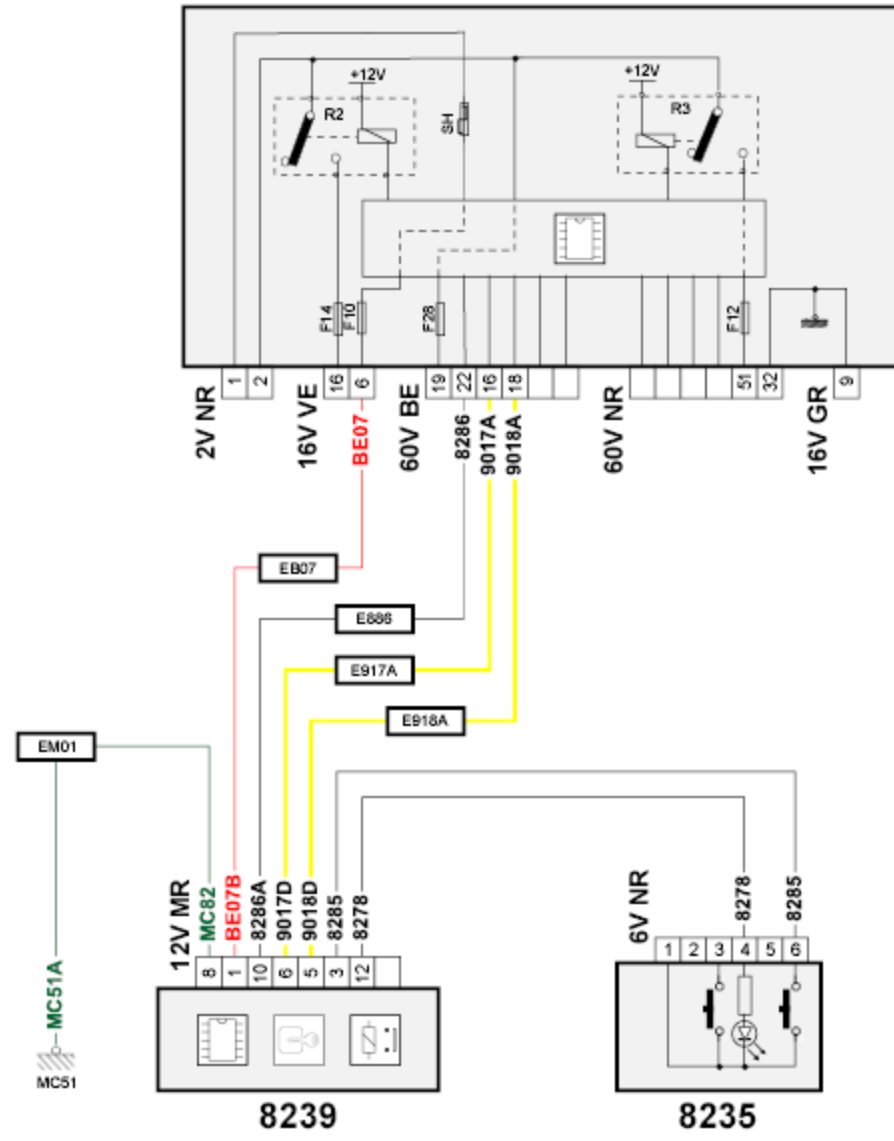 +12V
R2
SH
+12V
R3
F14
F10
F28
F12
1
2
16
6
19
22
16
18
51
32
9
2V NR
16V VE
60V BE
60V NR
16V GR
BE07
8286
9017A
9018A
EB07
E886
E917A
E918A
EM01
12V MR
MC82
BE07B
8286A
9017D
9018D
8285
8278
6V NR
8278
8285
8
1
10
6
5
3
12
1
2
3
4
5
6
MC51A
MC51
8239
8235